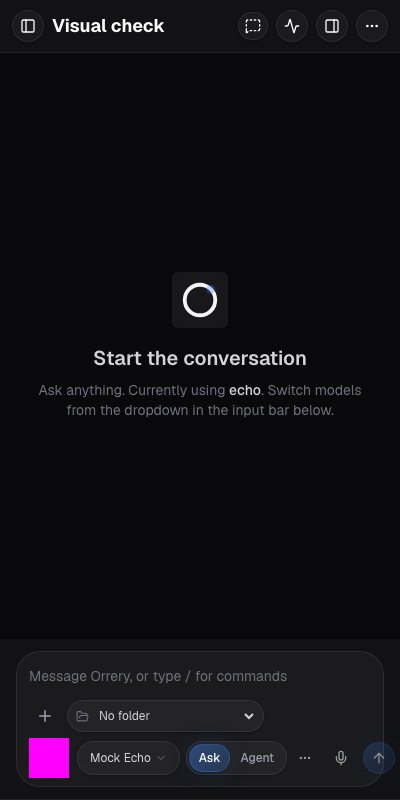 Visual check
Start the conversation
Ask anything. Currently using echo. Switch models
from the dropdown in the input bar below.
Message Orrery, or type / for commands
No folder
Mock Echo
Ask
Agent